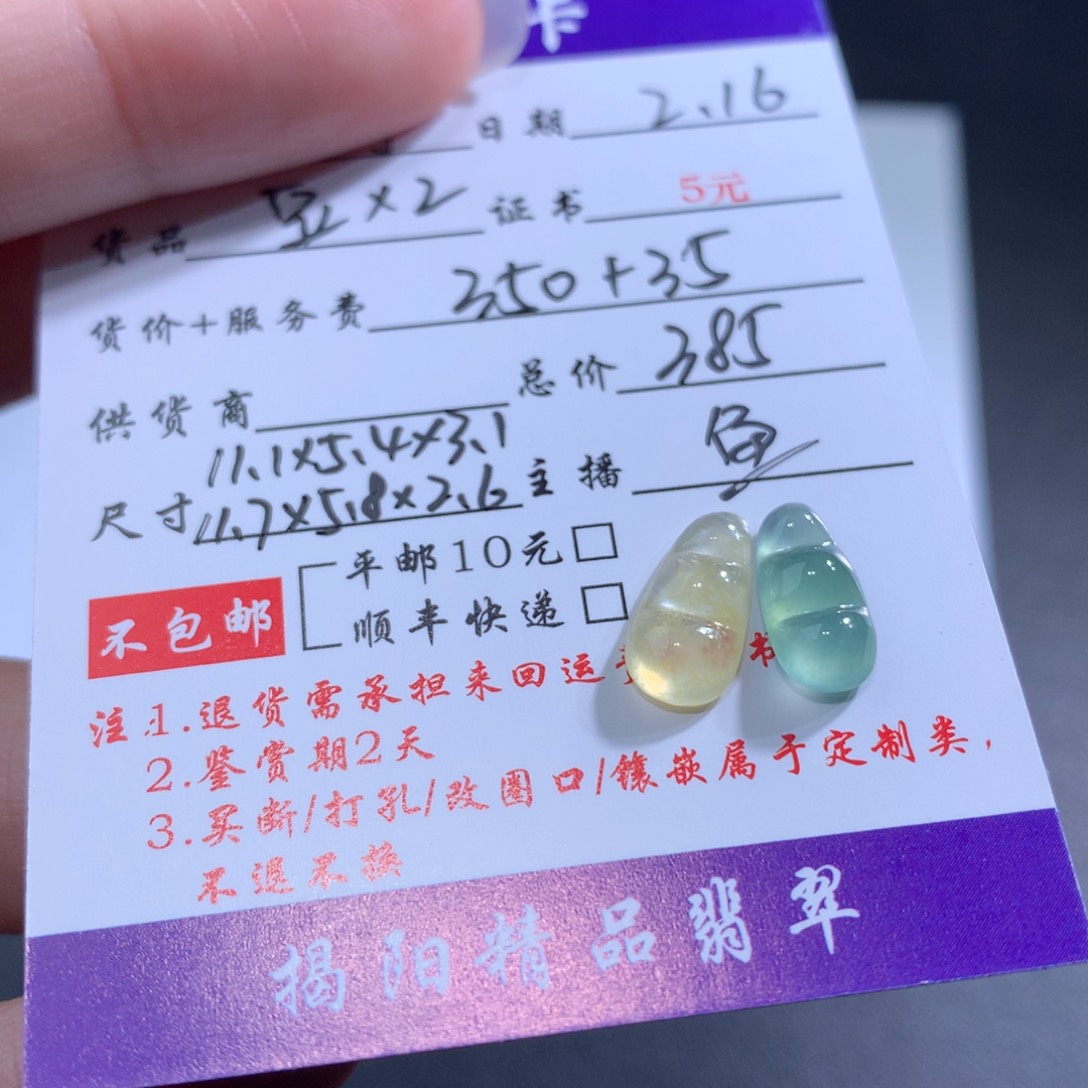 卡
日期 2.16
货品 豆×2 证书 5元
货价+服务费 350+35
供货商 总价 385
11.1×5.4×3.1
尺寸 11.7×5.8×2.6 主播 鱼
不包邮 平邮10元□
顺丰快递□
注:1.退货需承担来回运 书
2.鉴赏期2天
3.买断/打孔/改圈口/镶嵌属于定制类,
不退不换
揭阳精品翡翠